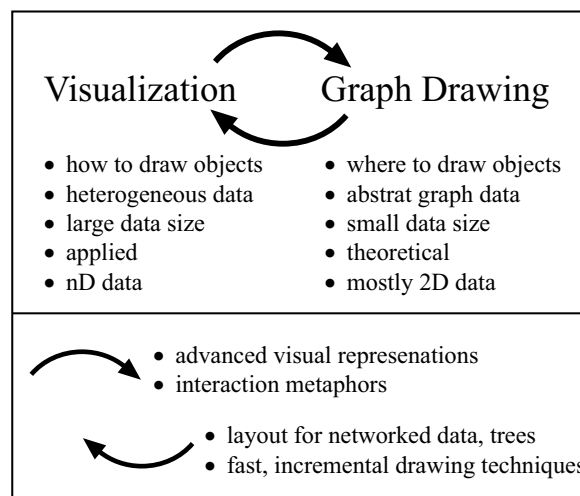 Visualization
Graph Drawing
• how to draw objects
• heterogeneous data
• large data size
• applied
• nD data
• where to draw objects
• abstrat graph data
• small data size
• theoretical
• mostly 2D data
• advanced visual represenations
• interaction metaphors
• layout for networked data, trees
• fast, incremental drawing techniques